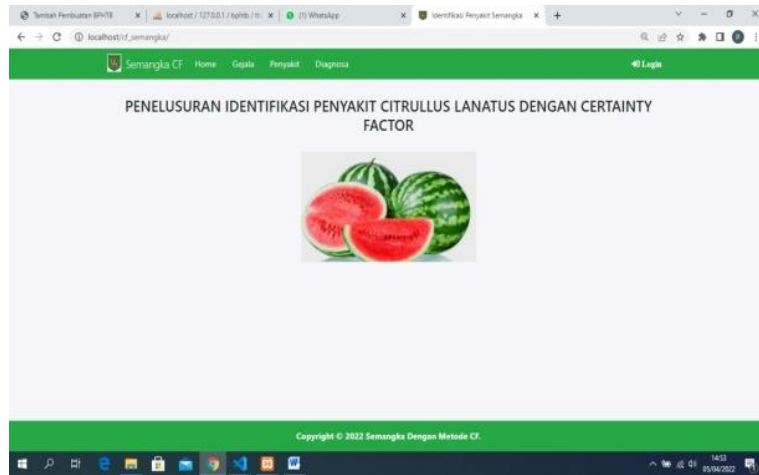 Tambah Pembuatan BPHTB
localhost / 127.0.0.1 / bphtb /
(1) WhatsApp
Identifikasi Penyakit Semangka
localhost/cf_semangka/
Semangka CF Home Gejala Penyakit Diagnosa
Login
PENELUSURAN IDENTIFIKASI PENYAKIT CITRULLUS LANATUS DENGAN CERTAINTY
FACTOR
Copyright © 2022 Semangka Dengan Metode CF.
14:53
05/04/2022